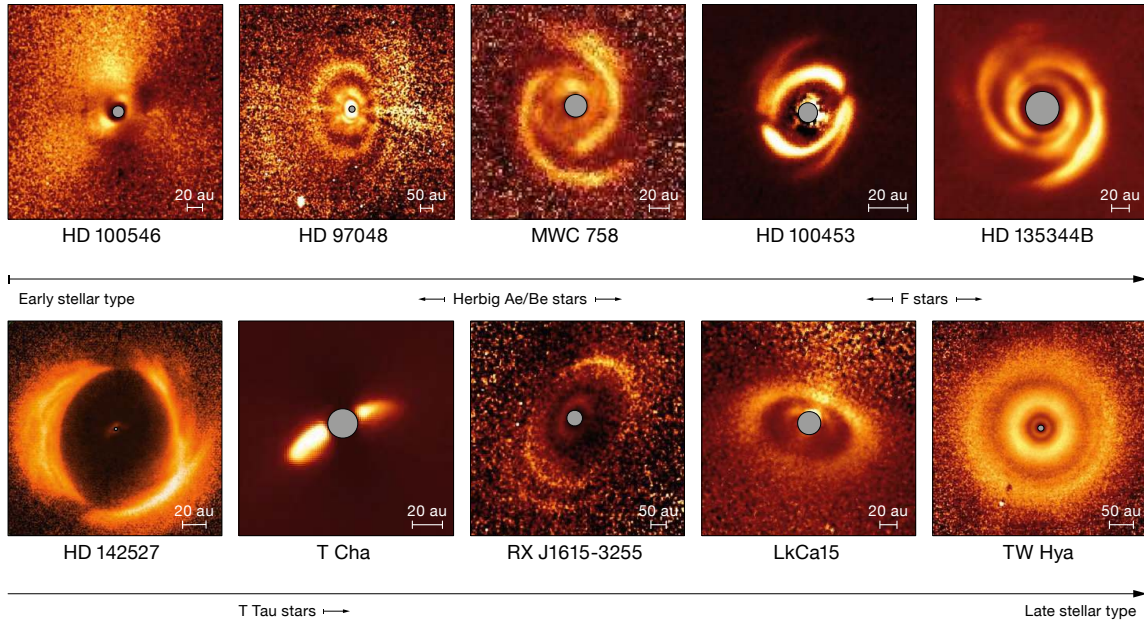 20 au
50 au
20 au
20 au
20 au
HD 100546
HD 97048
MWC 758
HD 100453
HD 135344B
Early stellar type
Herbig Ae/Be stars
F stars
20 au
20 au
50 au
20 au
50 au
HD 142527
T Cha
RX J1615-3255
LkCa15
TW Hya
T Tau stars
Late stellar type